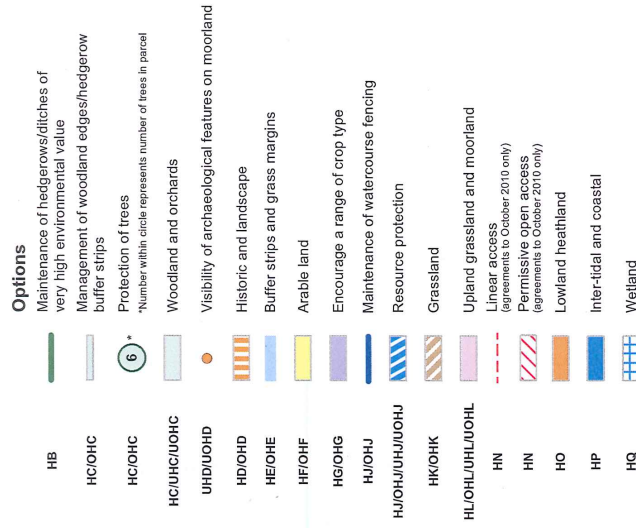 Options
HB Maintenance of hedgerows/ditches of
very high environmental value
HC/OHC Management of woodland edges/hedgerow
buffer strips
HC/OHC 6 * Protection of trees
*Number within circle represents number of trees in parcel
HC/UHC/UOHC Woodland and orchards
UHD/UOHD Visibility of archaeological features on moorland
HD/OHD Historic and landscape
HE/OHE Buffer strips and grass margins
HF/OHF Arable land
HG/OHG Encourage a range of crop type
HJ/OHJ Maintenance of watercourse fencing
HJ/OHJ/UHJ/UOHJ Resource protection
HK/OHK Grassland
HL/OHL/UHL/UOHL Upland grassland and moorland
HN Linear access
(agreements to October 2010 only)
HN Permissive open access
(agreements to October 2010 only)
HO Lowland heathland
HP Inter-tidal and coastal
HQ Wetland